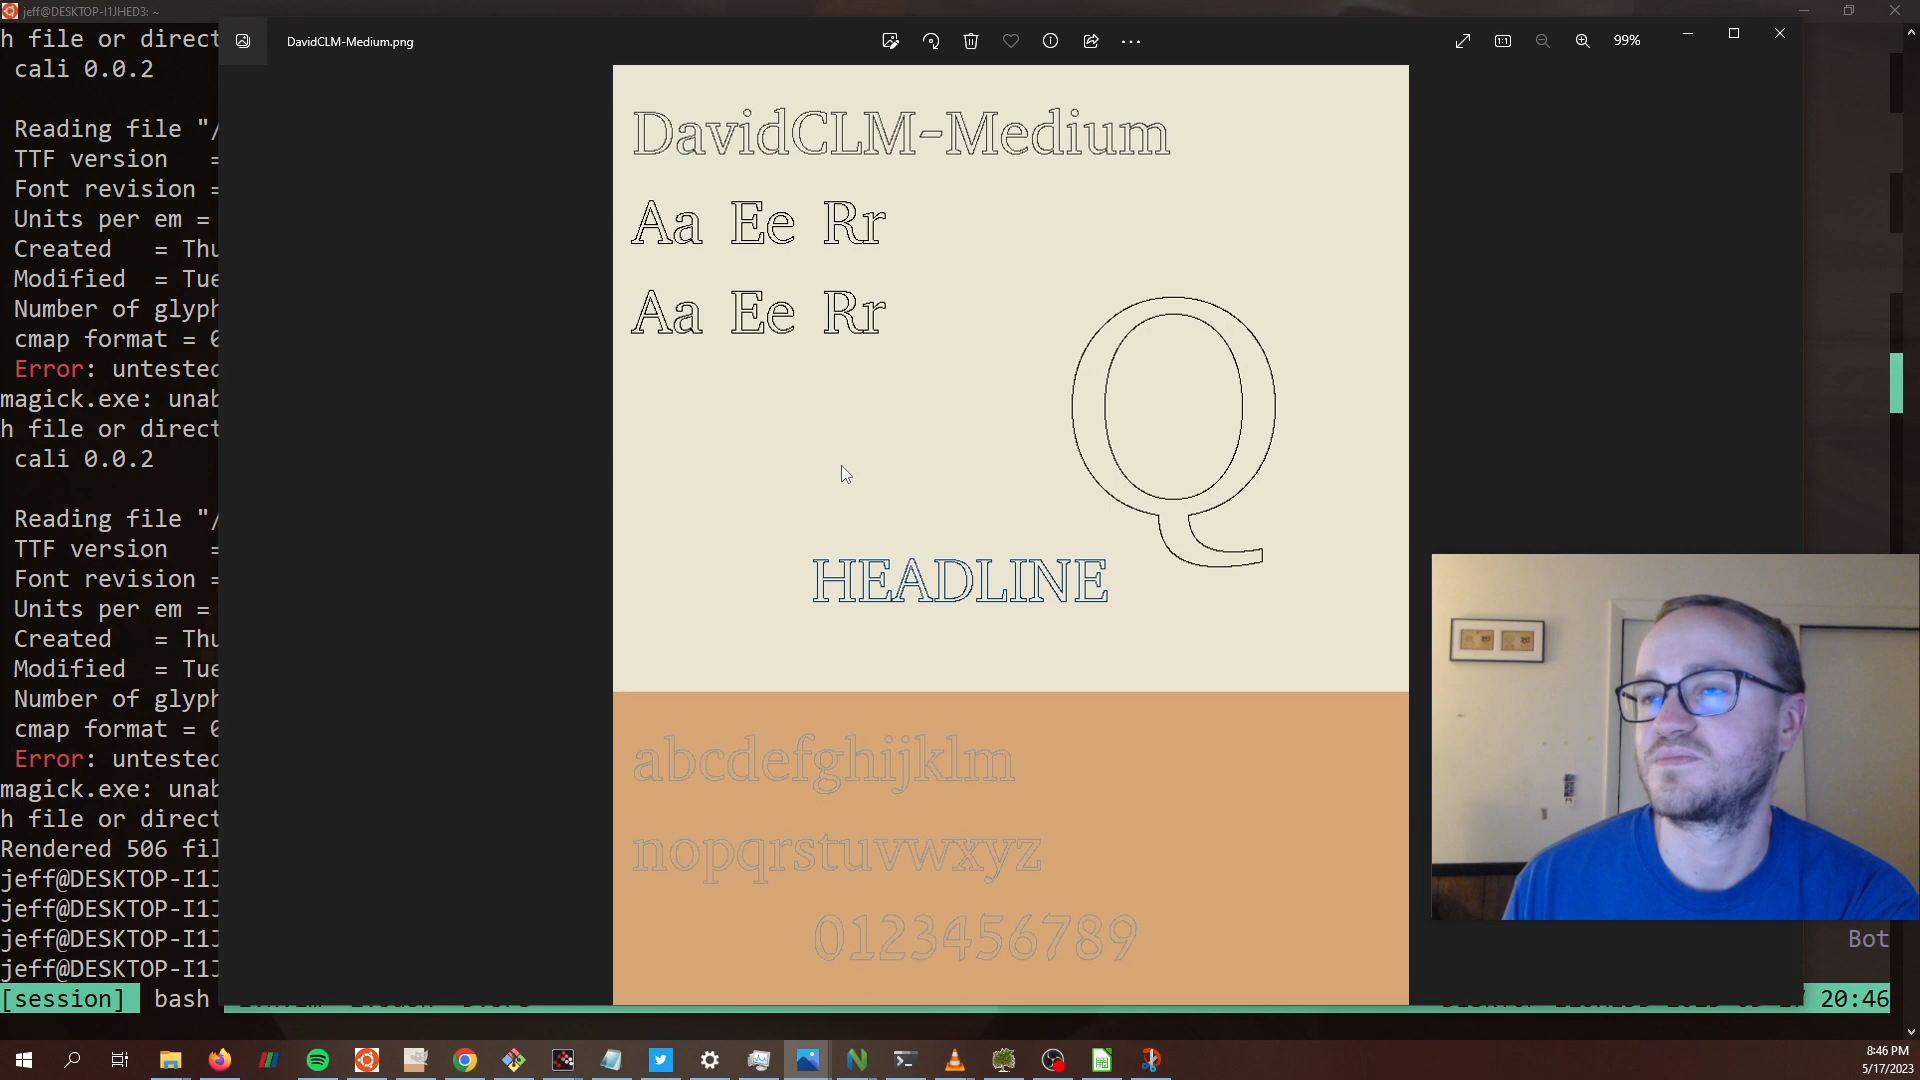 jeff@DESKTOP-I1JHED3: ~
DavidCLM-Medium.png
99%
h file or direct
cali 0.0.2
Reading file "/
TTF version =
Font revision =
Units per em =
Created = Thu
Modified = Tue
Number of glyph
cmap format = 0
Error: untested
magick.exe: unab
h file or direct
cali 0.0.2
Reading file "/
TTF version =
Font revision =
Units per em =
Created = Thu
Modified = Tue
Number of glyph
cmap format = 0
Error: untested
magick.exe: unab
h file or direct
Rendered 506 fil
jeff@DESKTOP-I1J
jeff@DESKTOP-I1J
jeff@DESKTOP-I1J
jeff@DESKTOP-I1J
[session] bash
DavidCLM-Medium
Aa Ee Rr
Aa Ee Rr
Q
HEADLINE
abcdefghijklm
nopqrstuvwxyz
0123456789
Bot
20:46
8:46 PM
5/17/2023